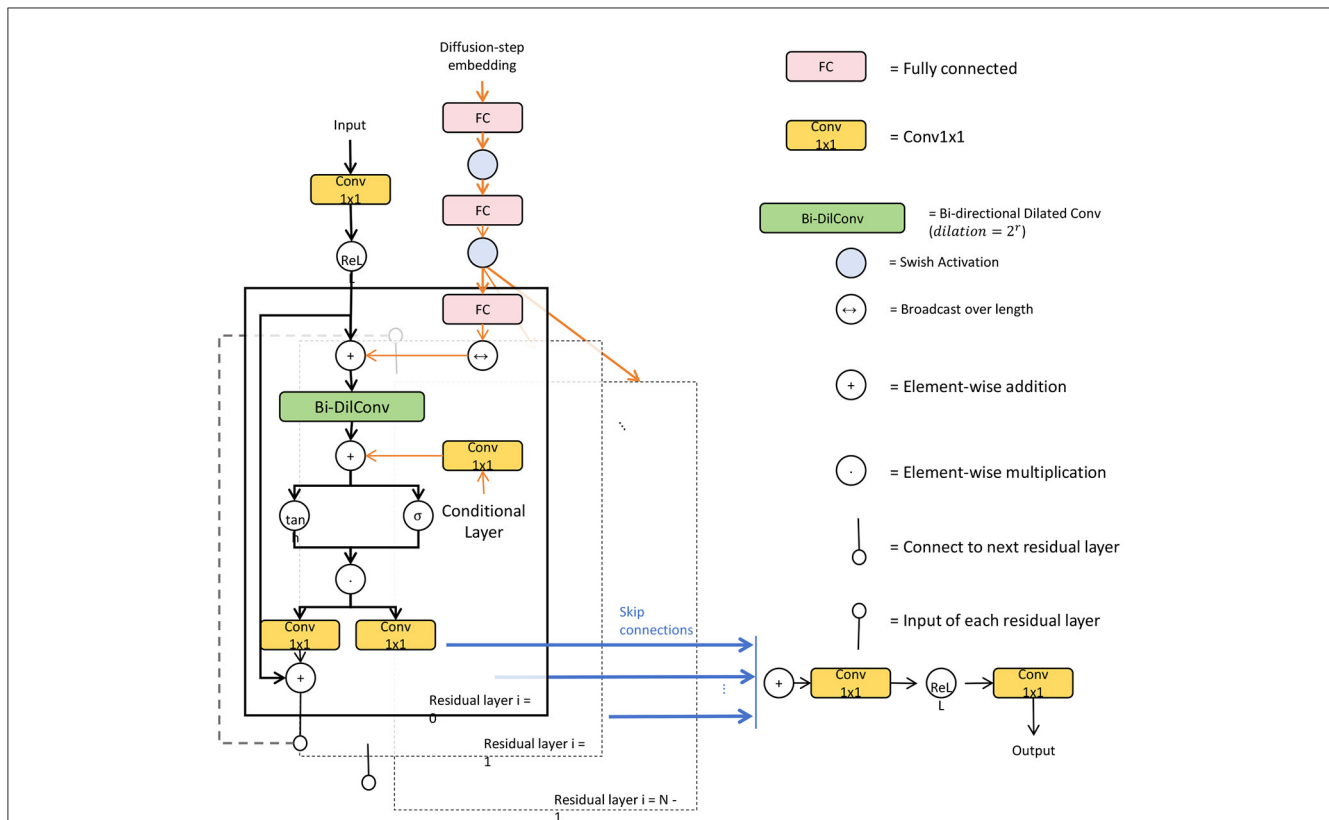 Diffusion-step
embedding
FC
Input
FC
Conv
1x1
ReL
FC
+
↔
Bi-DilConv
+
Conv
1x1
tan
h
σ
Conditional
Layer
·
Conv
1x1
Conv
1x1
+
Residual layer i =
0
Residual layer i =
1
Residual layer i = N -
1
Skip
connections
FC
= Fully connected
Conv
1x1
= Conv1x1
Bi-DilConv
= Bi-directional Dilated Conv
(dilation = 2^r)
= Swish Activation
↔
= Broadcast over length
+
= Element-wise addition
·
= Element-wise multiplication
= Connect to next residual layer
= Input of each residual layer
+
Conv
1x1
ReL
L
Conv
1x1
Output